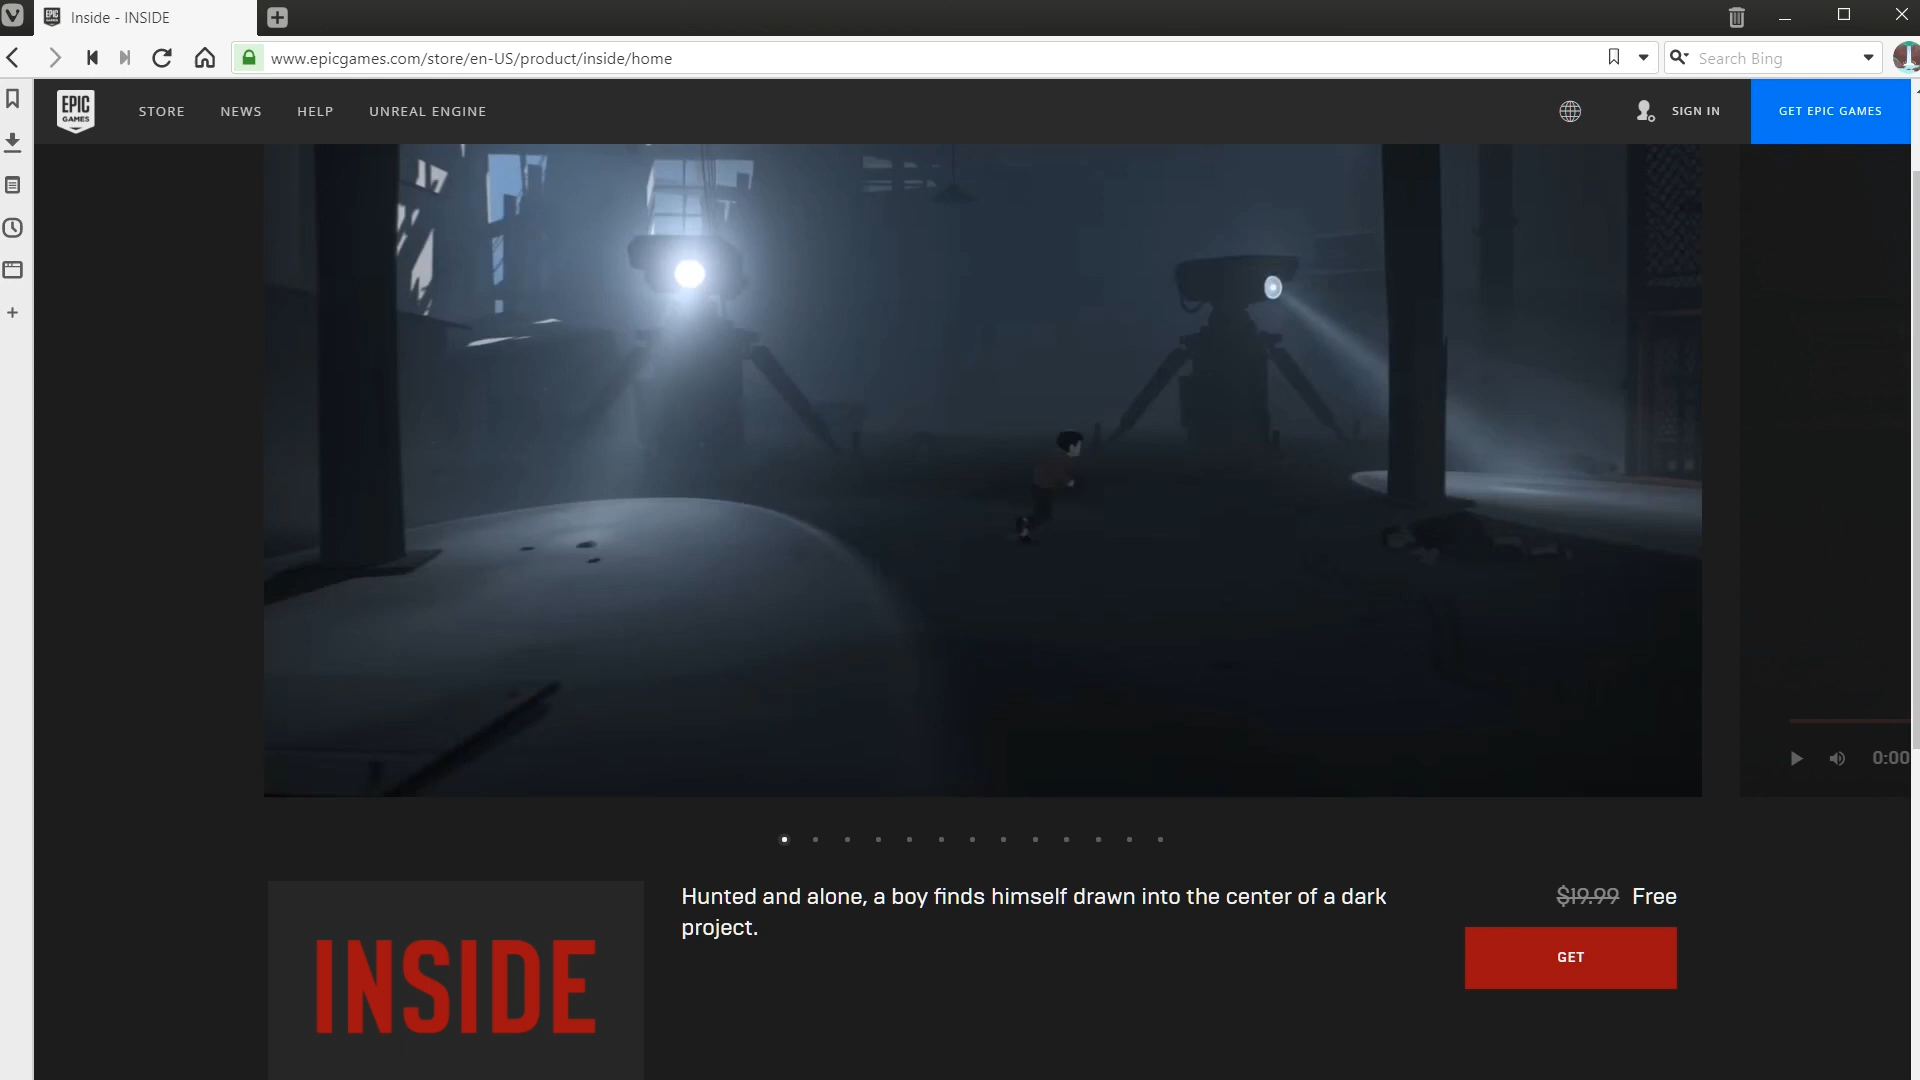 Inside - INSIDE
www.epicgames.com/store/en-US/product/inside/home
Search Bing
EPIC GAMES
STORE
NEWS
HELP
UNREAL ENGINE
SIGN IN
GET EPIC GAMES
0:00
INSIDE
Hunted and alone, a boy finds himself drawn into the center of a dark
project.
$19.99 Free
GET